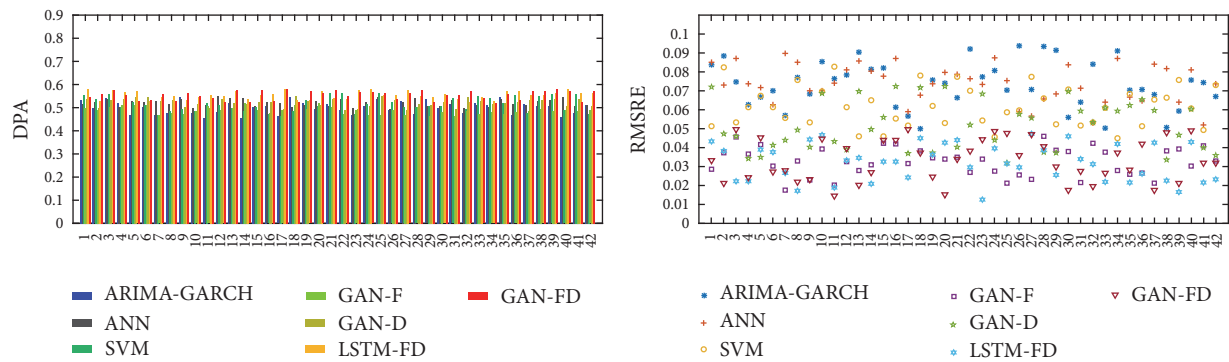 DPA
0.9
0.8
0.7
0.6
0.5
0.4
0.3
0.2
0.1
0
1 2 3 4 5 6 7 8 9 10 11 12 13 14 15 16 17 18 19 20 21 22 23 24 25 26 27 28 29 30 31 32 33 34 35 36 37 38 39 40 41 42
ARIMA-GARCH
ANN
SVM
GAN-F
GAN-D
LSTM-FD
GAN-FD
RMSRE
0.1
0.09
0.08
0.07
0.06
0.05
0.04
0.03
0.02
0.01
0
1 2 3 4 5 6 7 8 9 10 11 12 13 14 15 16 17 18 19 20 21 22 23 24 25 26 27 28 29 30 31 32 33 34 35 36 37 38 39 40 41 42
ARIMA-GARCH
ANN
SVM
GAN-F
GAN-D
LSTM-FD
GAN-FD